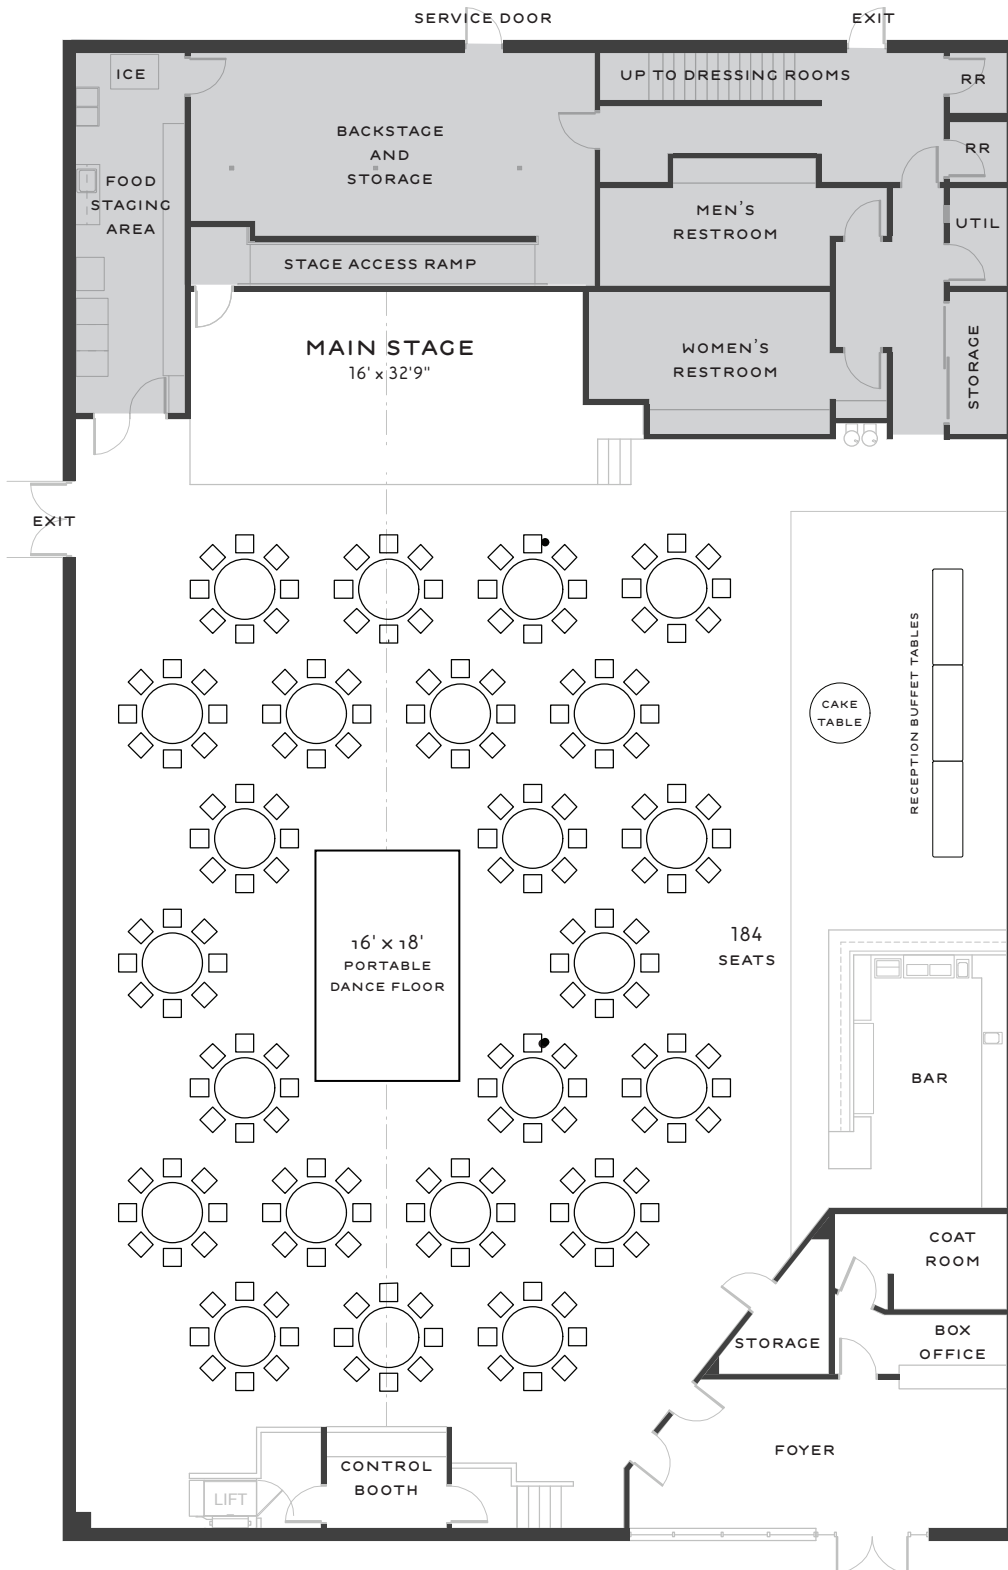 SERVICE DOOR
EXIT
ICE
UP TO DRESSING ROOMS
RR
BACKSTAGE
AND
STORAGE
RR
FOOD
STAGING
AREA
MEN'S
RESTROOM
UTIL
STAGE ACCESS RAMP
MAIN STAGE
16' x 32'9"
WOMEN'S
RESTROOM
STORAGE
EXIT
RECEPTION BUFFET TABLES
CAKE
TABLE
16' x 18'
PORTABLE
DANCE FLOOR
184
SEATS
BAR
COAT
ROOM
STORAGE
BOX
OFFICE
FOYER
CONTROL
BOOTH
LIFT